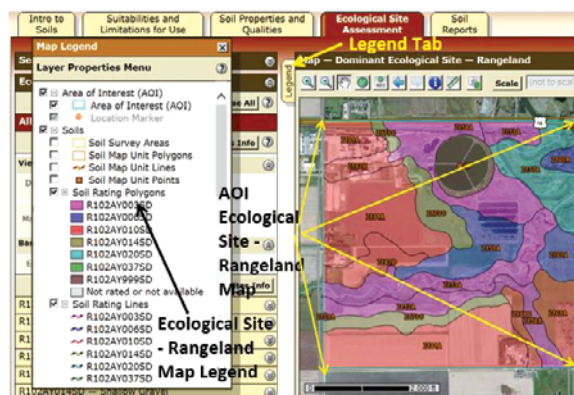 Intro to Soils
Suitabilities and Limitations for Use
Soil Properties and Qualities
Ecological Site Assessment
Soil Reports
Map Legend
Legend Tab
Layer Properties Menu
Legend
Map — Dominant Ecological Site — Rangeland
Area of Interest (AOI)
Area of Interest (AOI)
Location Marker
Scale
(not to scale)
Soils
Soil Survey Areas
Soil Map Unit Polygons
Soil Map Unit Lines
Soil Map Unit Points
Soil Rating Polygons
R102AY003SD
R102AY006SD
R102AY010SD
R102AY014SD
R102AY020SD
R102AY037SD
R102AY999SD
Not rated or not available
Soil Rating Lines
R102AY003SD
R102AY006SD
R102AY010SD
R102AY014SD
R102AY020SD
R102AY037SD
AOI
Ecological
Site -
Rangeland
Map
Ecological Site
- Rangeland
Map Legend